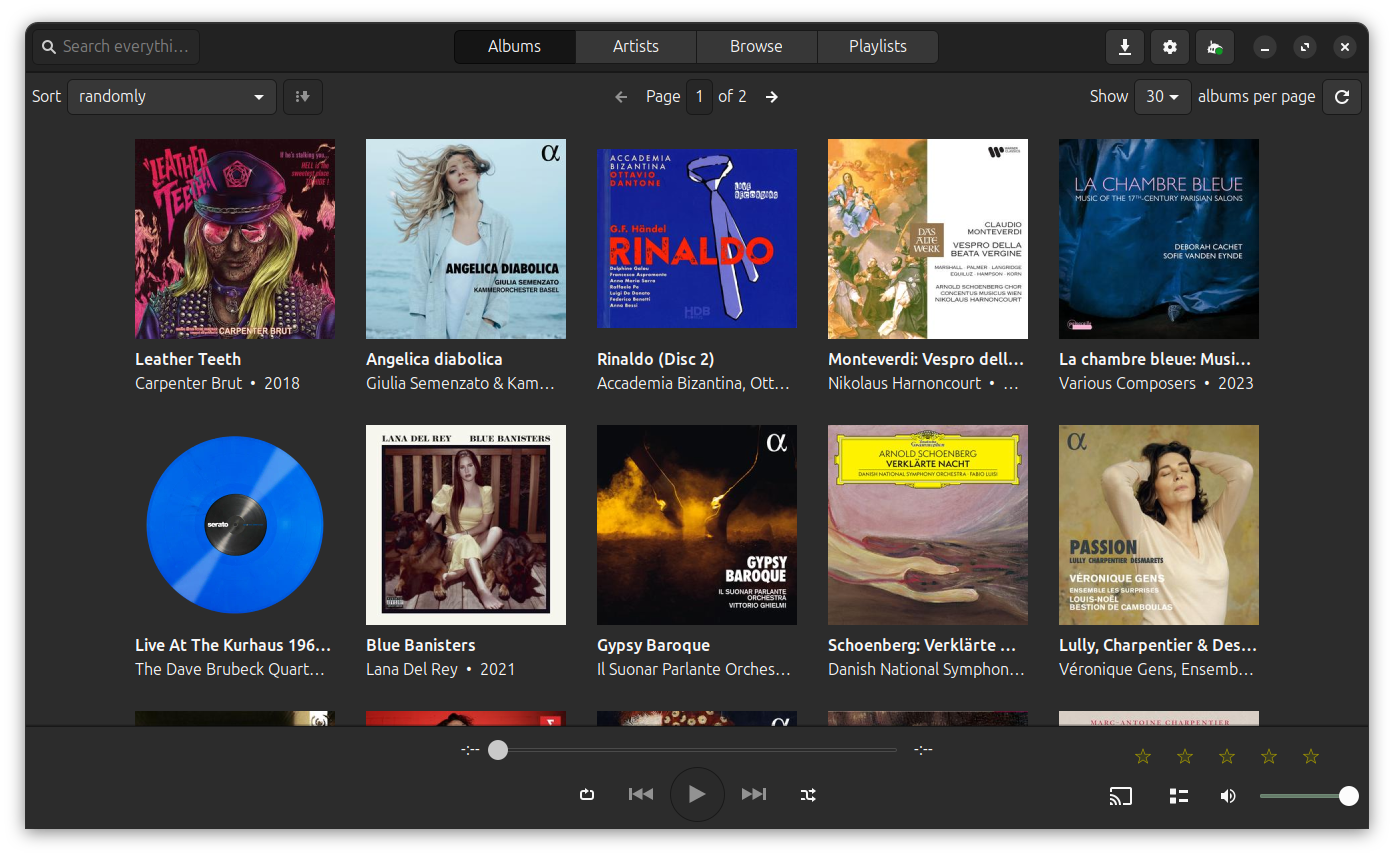 Search everythi…
Albums
Artists
Browse
Playlists
Sort
randomly
Page 1 of 2
Show 30 albums per page
LEATHER TEETH
If he's stalking you...
HELL is the
sweetest place
CARPENTER BRUT
Leather Teeth
Carpenter Brut • 2018
α
ANGELICA DIABOLICA
GIULIA SEMENZATO
KAMMERORCHESTER BASEL
Angelica diabolica
Giulia Semenzato & Kam…
ACCADEMIA
BIZANTINA
OTTAVIO
DANTONE
LIVE
RECORDING
G.F. Händel
RINALDO
Delphine Galou
Francesca Aspromonte
Anna Maria Sarra
Raffaele Pe
Luigi De Donato
Federico Benetti
Anna Bessi
HDB
Rinaldo (Disc 2)
Accademia Bizantina, Ott…
WARNER
CLASSICS
DAS
ALTE
WERK
CLAUDIO
MONTEVERDI
VESPRO DELLA
BEATA VERGINE
MARSHALL · PALMER · LANGRIDGE
EQUILUZ · HAMPSON · KORN
ARNOLD SCHOENBERG CHOR
CONCENTUS MUSICUS WIEN
NIKOLAUS HARNONCOURT
Monteverdi: Vespro dell…
Nikolaus Harnoncourt • …
LA CHAMBRE BLEUE
MUSIC OF THE 17TH-CENTURY PARISIAN SALONS
DEBORAH CACHET
SOFIE VANDEN EYNDE
La chambre bleue: Musi…
Various Composers • 2023
serato
Live At The Kurhaus 196…
The Dave Brubeck Quart…
LANA DEL REY BLUE BANISTERS
Blue Banisters
Lana Del Rey • 2021
α
GYPSY
BAROQUE
IL SUONAR PARLANTE
ORCHESTRA
VITTORIO GHIELMI
Gypsy Baroque
Il Suonar Parlante Orches…
Deutsche
Grammophon
ARNOLD SCHOENBERG
VERKLÄRTE NACHT
DANISH NATIONAL SYMPHONY ORCHESTRA · FABIO LUISI
Schoenberg: Verklärte …
Danish National Symphon…
α
PASSION
LULLY CHARPENTIER DESMARETS
VÉRONIQUE GENS
ENSEMBLE LES SURPRISES
LOUIS-NOËL
BESTION DE CAMBOULAS
Lully, Charpentier & Des…
Véronique Gens, Ensemb…
α
MARC-ANTOINE CHARPENTIER
-:--
-:--